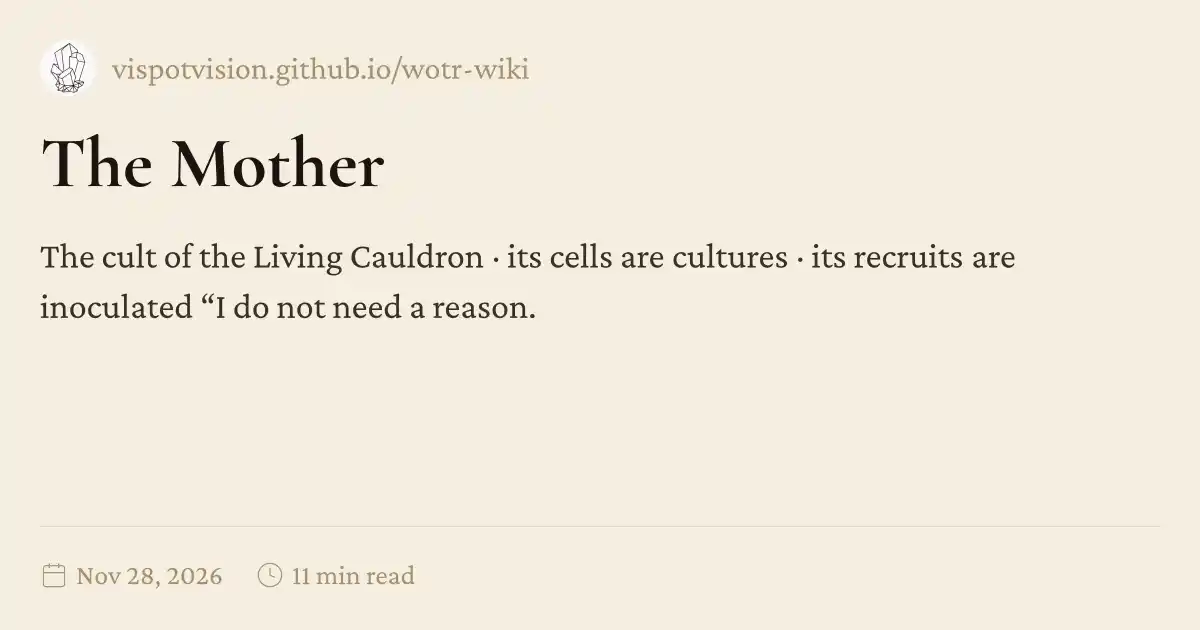 vispotvision.github.io/wotr-wiki
The Mother
The cult of the Living Cauldron · its cells are cultures · its recruits are
inoculated “I do not need a reason.
Nov 28, 2026
11 min read